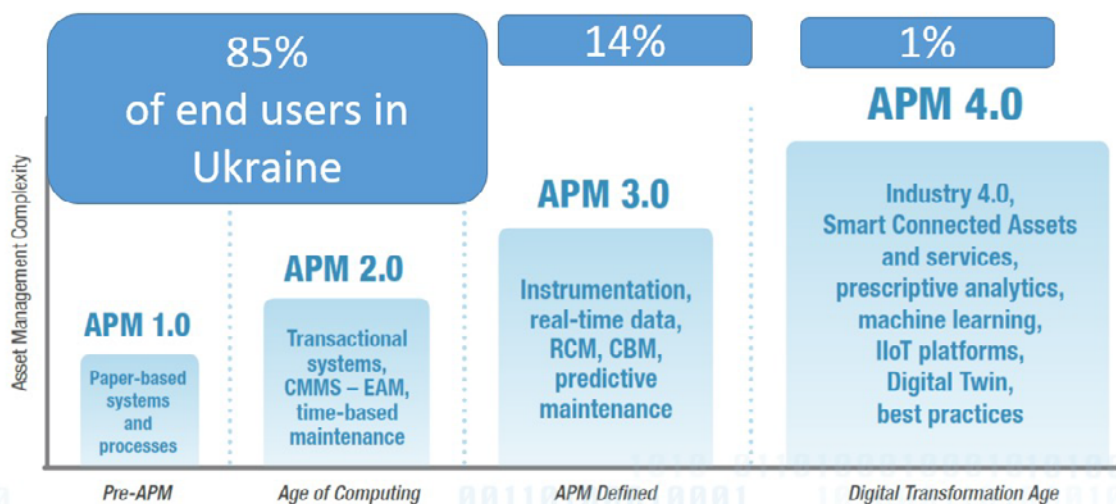 85%
of end users in
Ukraine
14%
1%
APM 4.0
APM 3.0
APM 2.0
APM 1.0
Asset Management Complexity
Paper-based
systems
and
processes
Transactional
systems,
CMMS – EAM,
time-based
maintenance
Instrumentation,
real-time data,
RCM, CBM,
predictive
maintenance
Industry 4.0,
Smart Connected Assets
and services,
prescriptive analytics,
machine learning,
IIoT platforms,
Digital Twin,
best practices
Pre-APM
Age of Computing
APM Defined
Digital Transformation Age